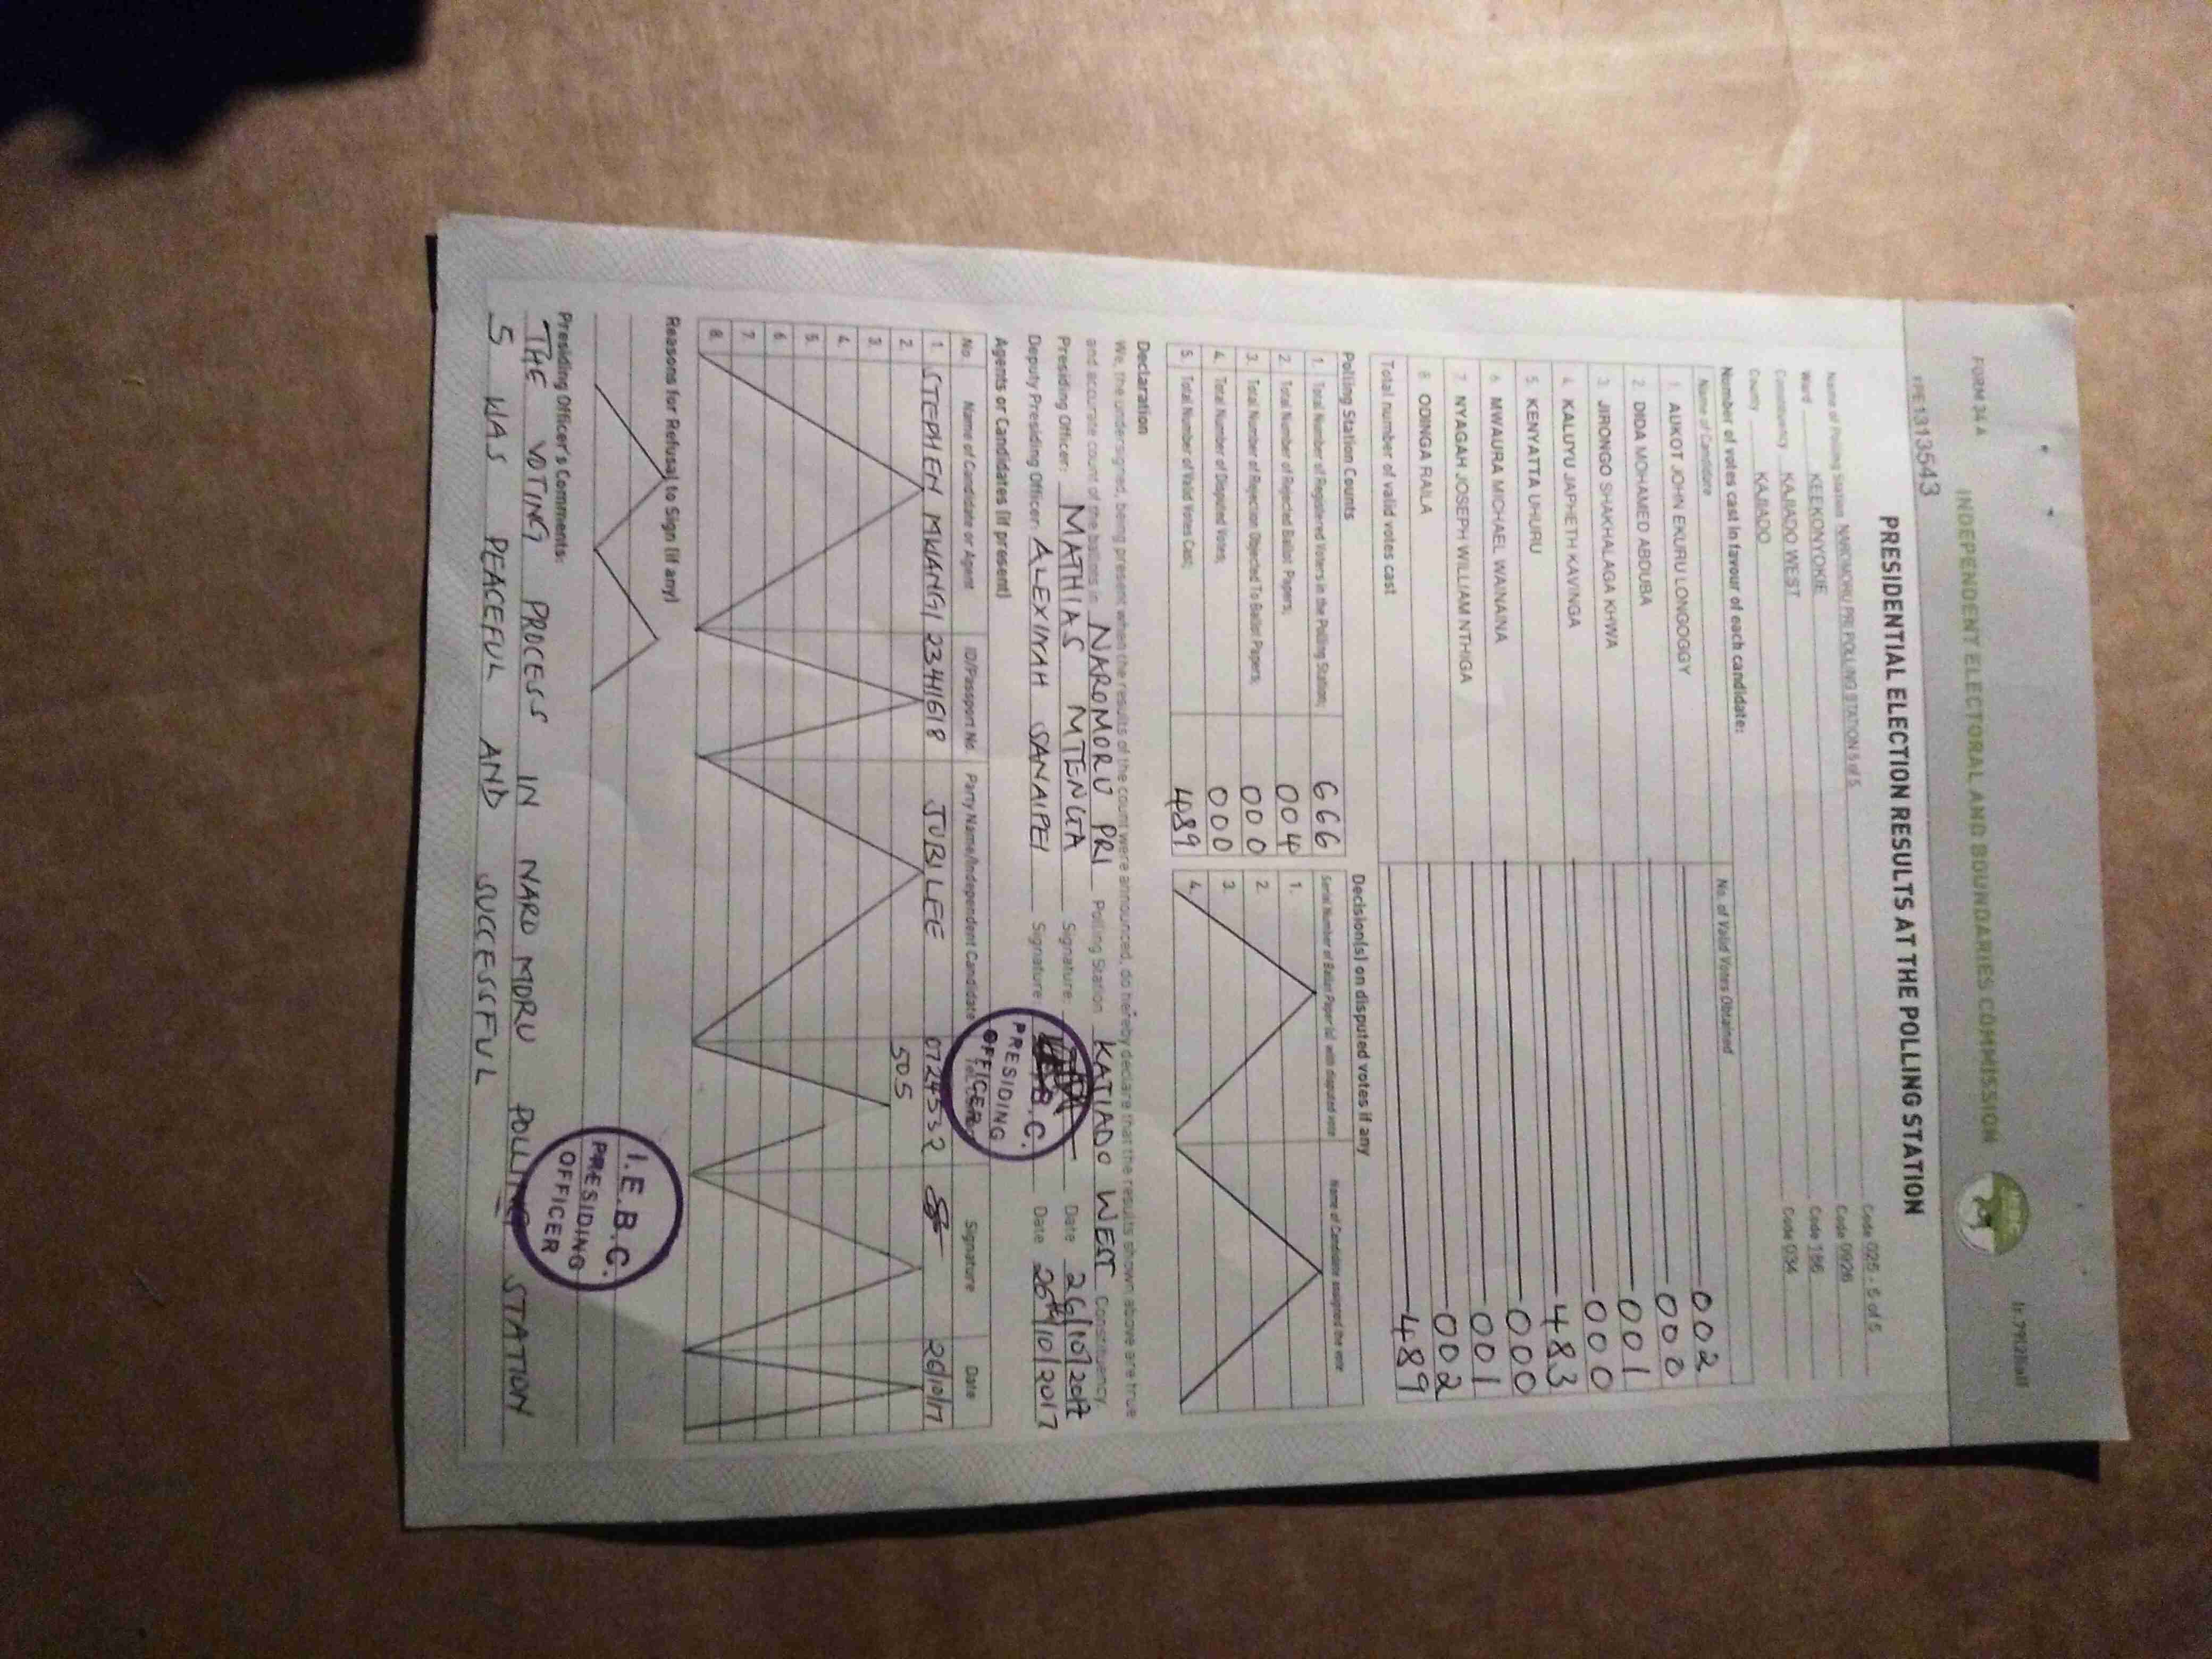 FORM 34 A
INDEPENDENT ELECTORAL AND BOUNDARIES COMMISSION
IEBC
PRESIDENTIAL ELECTION RESULTS AT THE POLLING STATION
Name of Polling Station NAROMORU PRI POLLING STATION 5 of 5 Code 025 - 5 of 5
Ward KEEKONYOKIE Code 0926
Constituency KAJIADO WEST Code 186
County KAJIADO Code 034
Number of votes cast in favour of each candidate:
Name of Candidate No. of Valid Votes Obtained
1. AUKOT JOHN EKURU LONGOGGY 002
2. DIDA MOHAMED ABDUBA 000
3. JIRONGO SHAKHALAGA KHWA 001
4. KALUYU JAPHETH KAVINGA 000
5. KENYATTA UHURU 483
6. MWAURA MICHAEL WAINAINA 000
7. NYAGAH JOSEPH WILLIAM NTHIGA 001
8. ODINGA RAILA 002
Total number of valid votes cast 489
Polling Station Counts Decision(s) on disputed votes if any
1. Total Number of Registered Voters in the Polling Station; 666 Serial Number of Ballot Paper (s) with disputed vote Name of Candidate assigned the vote
2. Total Number of Rejected Ballot Papers; 004 1.
3. Total Number of Rejection Objected To Ballot Papers; 000 2.
4. Total Number of Disputed Votes; 000 3.
5. Total Number of Valid Votes Cast; 489 4.
Declaration
We, the undersigned, being present when the results of the count were announced, do hereby declare that the results shown above are true
and accurate count of the ballots in NAROMORU PRI Polling Station KATIADO WEST Constituency
Presiding Officer: MATHIAS MTENGA Signature: Date 26/10/2017
Deputy Presiding Officer: ALEX IMAH SANAIPEI Signature: Date 26th/10/2017
I.E.B.C.
PRESIDING
OFFICER
Agents or Candidates (if present)
No. Name of Candidate or Agent ID/Passport No. Party Name/Independent Candidate Signature Date
1. STEPHEN MWANGI 23411618 JUBILEE 0724532 26/10/17
2. 505
3.
4.
5.
6.
7.
8.
Reasons for Refusal to Sign (if any)
I.E.B.C.
PRESIDING
OFFICER
Presiding Officer's Comments:
THE VOTING PROCESS IN NARO MORU POLLING STATION
5 WAS PEACEFUL AND SUCCESSFUL